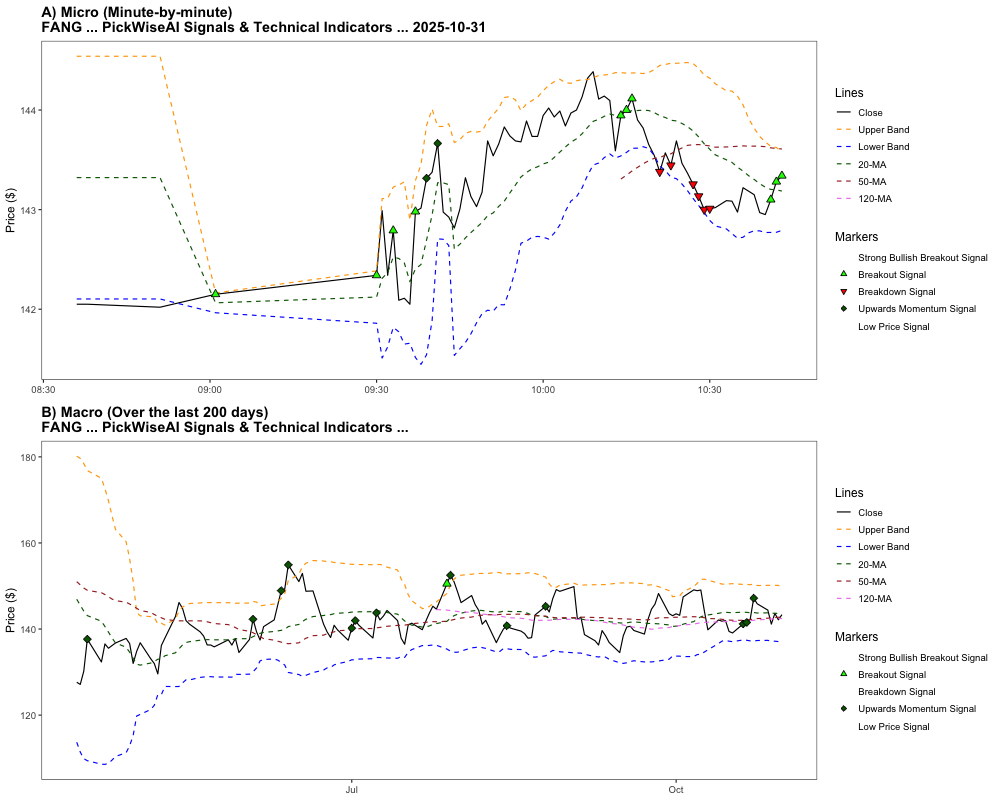 A) Micro (Minute-by-minute)
FANG ... PickWiseAI Signals & Technical Indicators ... 2025-10-31
Price ($)
144
143
142
08:30
09:00
09:30
10:00
10:30
Lines
Close
Upper Band
Lower Band
20-MA
50-MA
120-MA
Markers
Strong Bullish Breakout Signal
Breakout Signal
Breakdown Signal
Upwards Momentum Signal
Low Price Signal
B) Macro (Over the last 200 days)
FANG ... PickWiseAI Signals & Technical Indicators ...
Price ($)
180
160
140
120
Jul
Oct
Lines
Close
Upper Band
Lower Band
20-MA
50-MA
120-MA
Markers
Strong Bullish Breakout Signal
Breakout Signal
Breakdown Signal
Upwards Momentum Signal
Low Price Signal